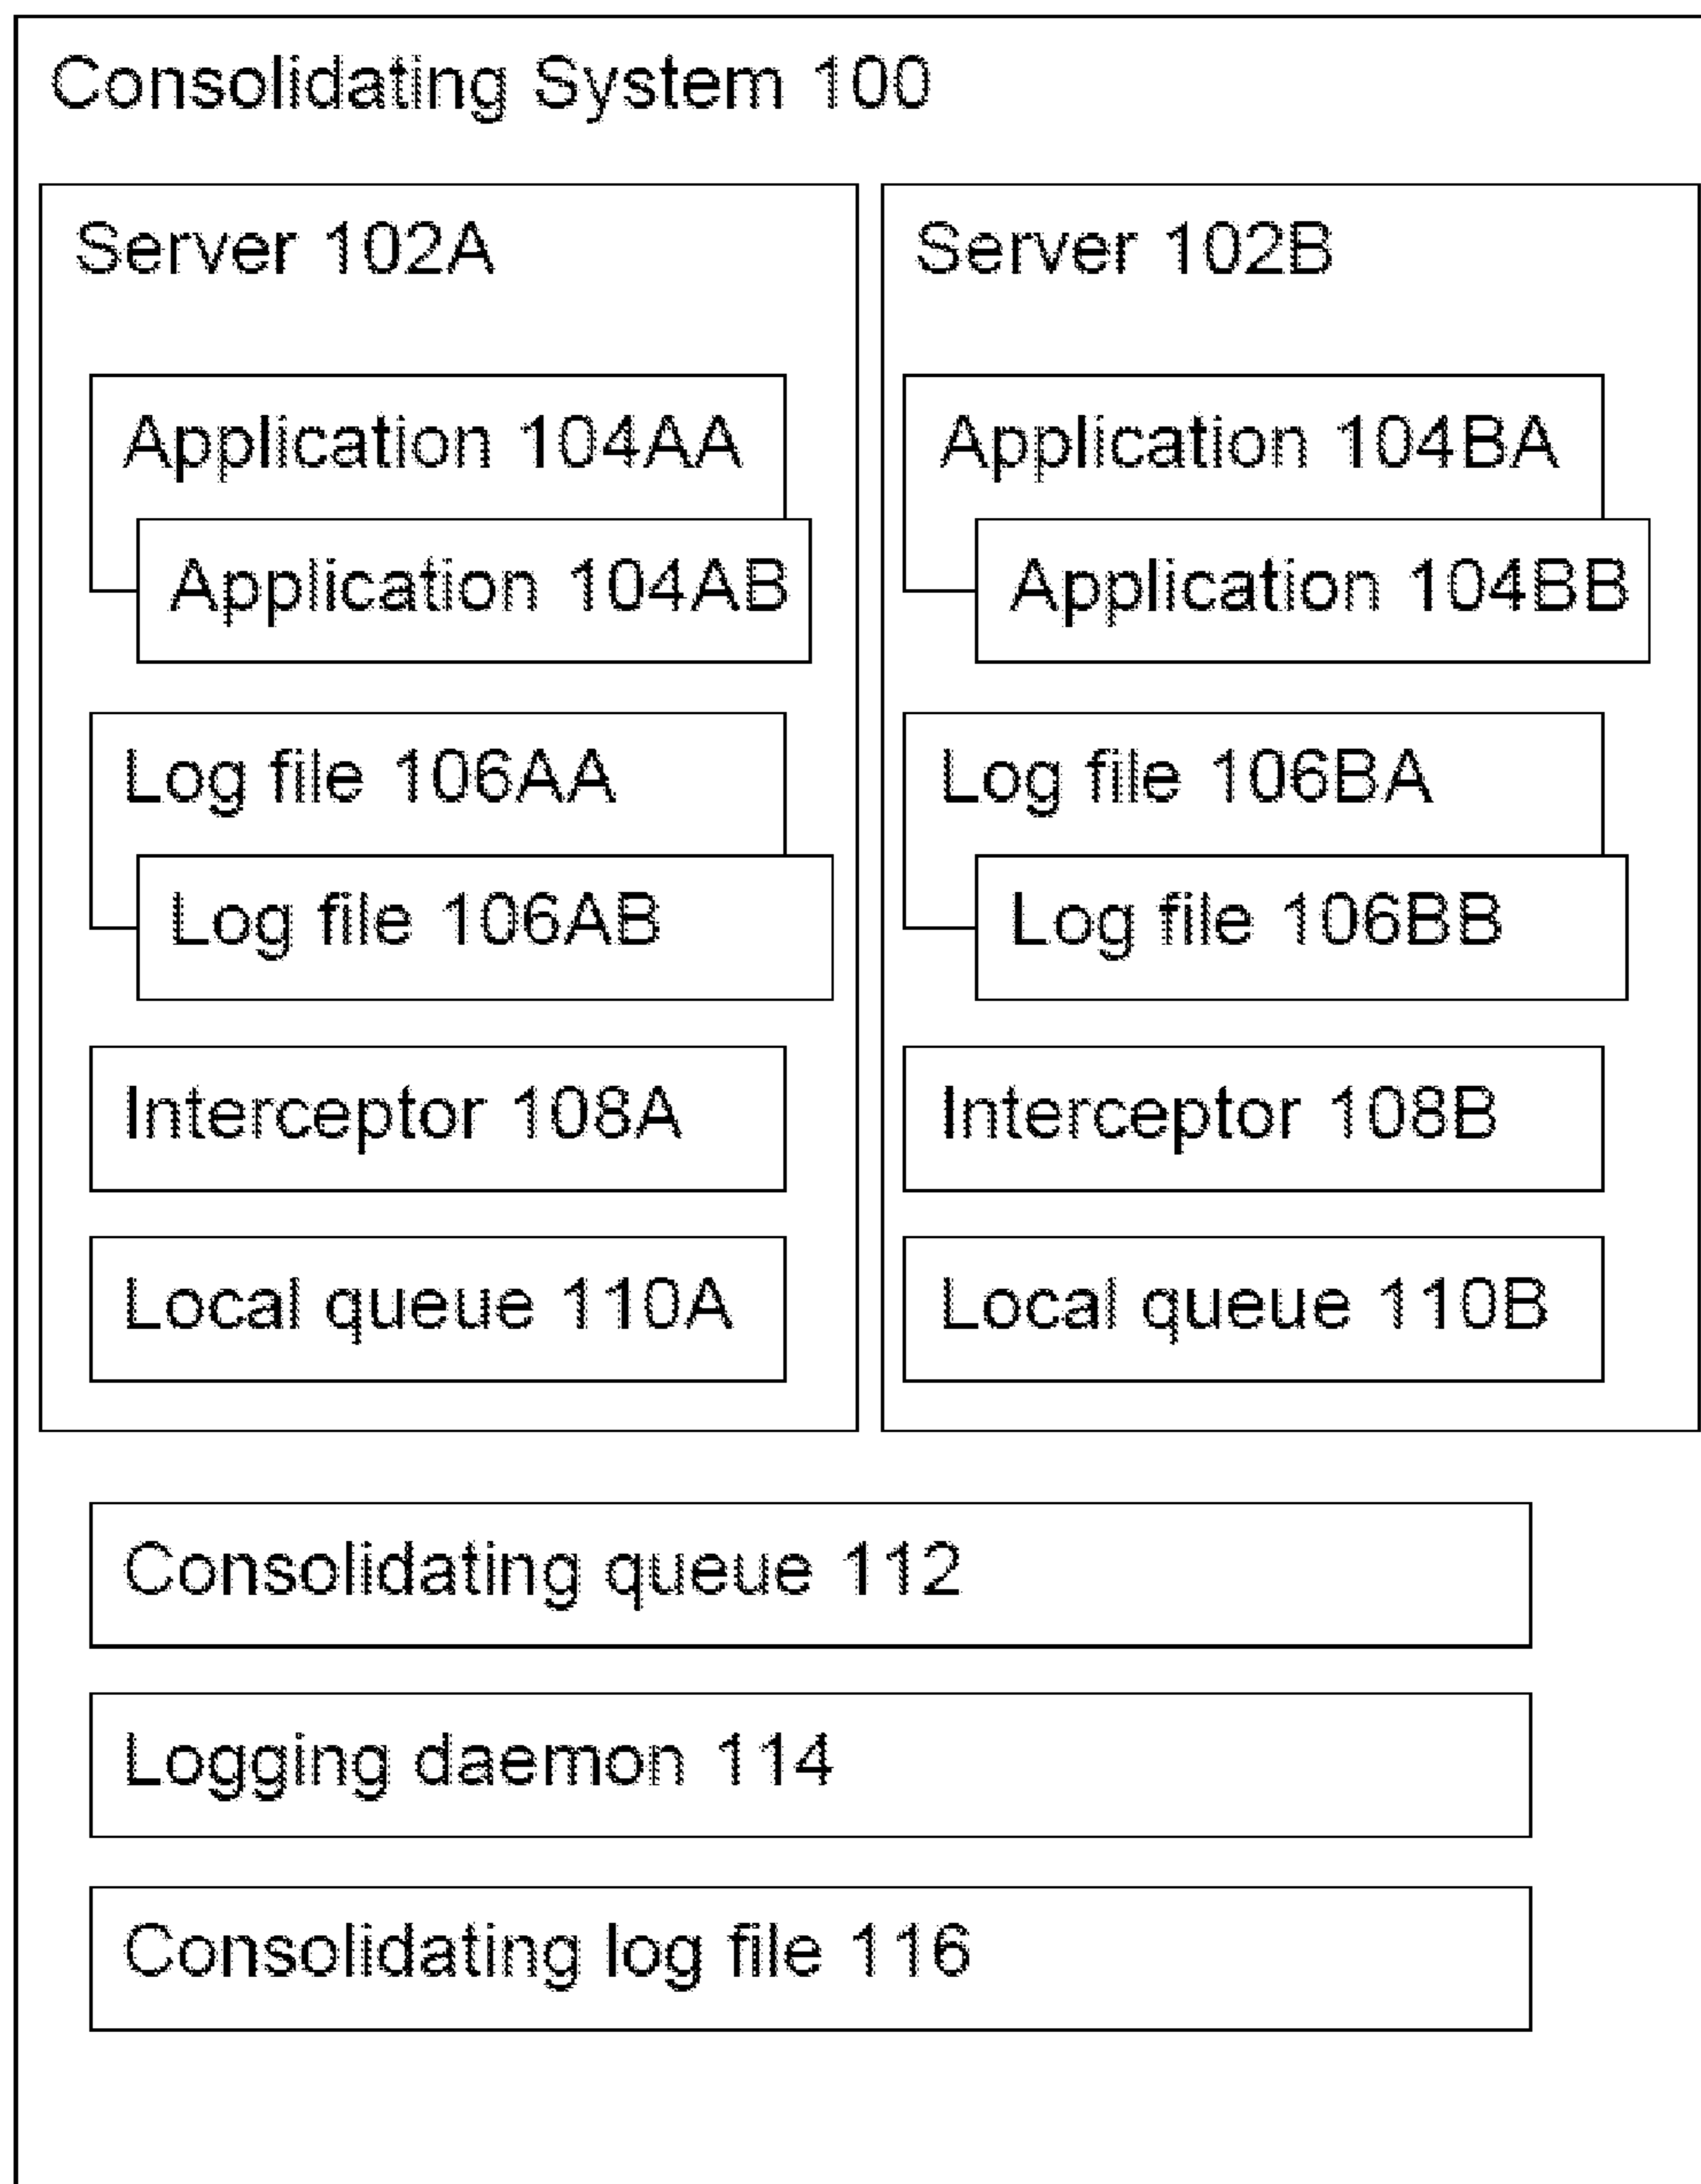 Consolidating System 100
Server 102A
Application 104AA
Application 104AB
Log file 106AA
Log file 106AB
Interceptor 108A
Local queue 110A
Server 102B
Application 104BA
Application 104BB
Log file 106BA
Log file 106BB
Interceptor 108B
Local queue 110B
Consolidating queue 112
Logging daemon 114
Consolidating log file 116